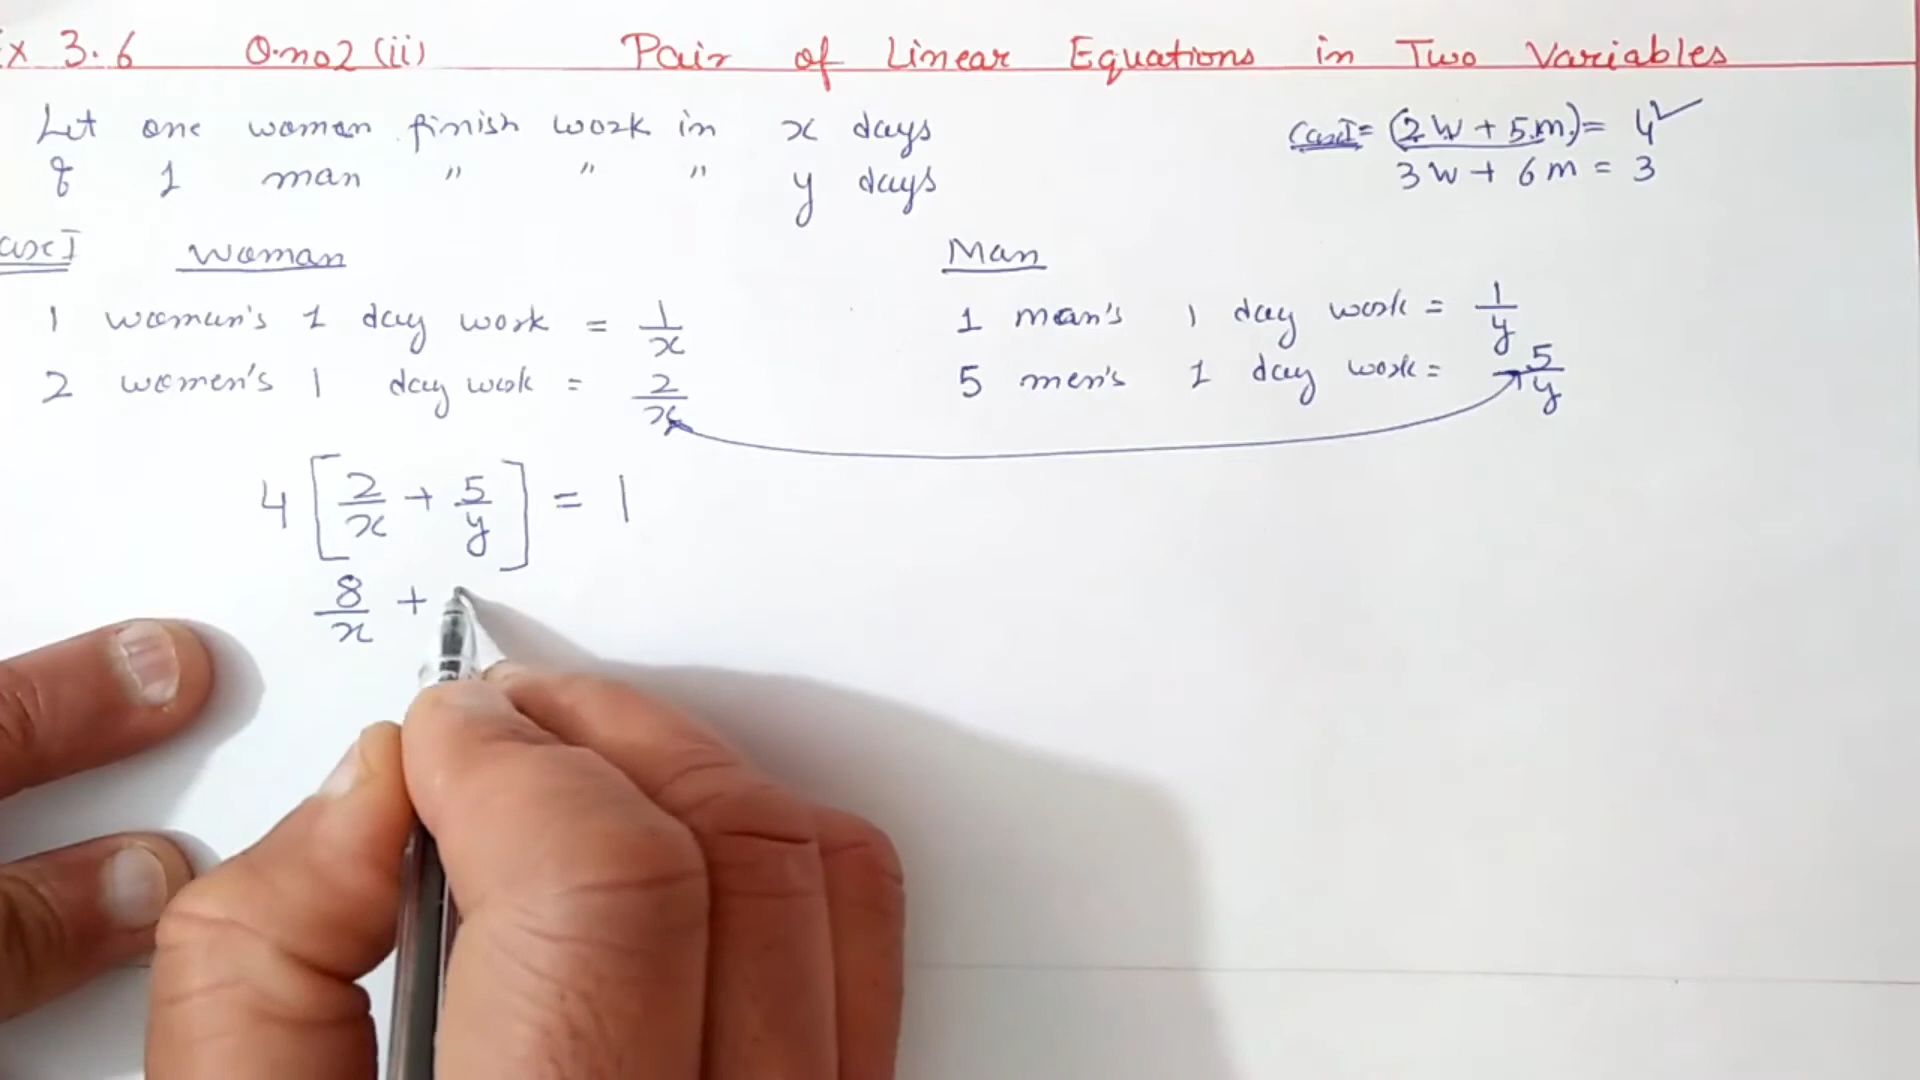 Ex 3.6 Q.no2 (ii) Pair of Linear Equations in Two Variables
Let one woman finish work in x days
& 1 man " " " y days
Case I = (2W + 5m) = 4
3W + 6m = 3
Case I Woman
1 woman's 1 day work = 1/x
2 women's 1 day work = 2/x
Man
1 man's 1 day work = 1/y
5 men's 1 day work = 5/y
4 [2/x + 5/y] = 1
8/x +